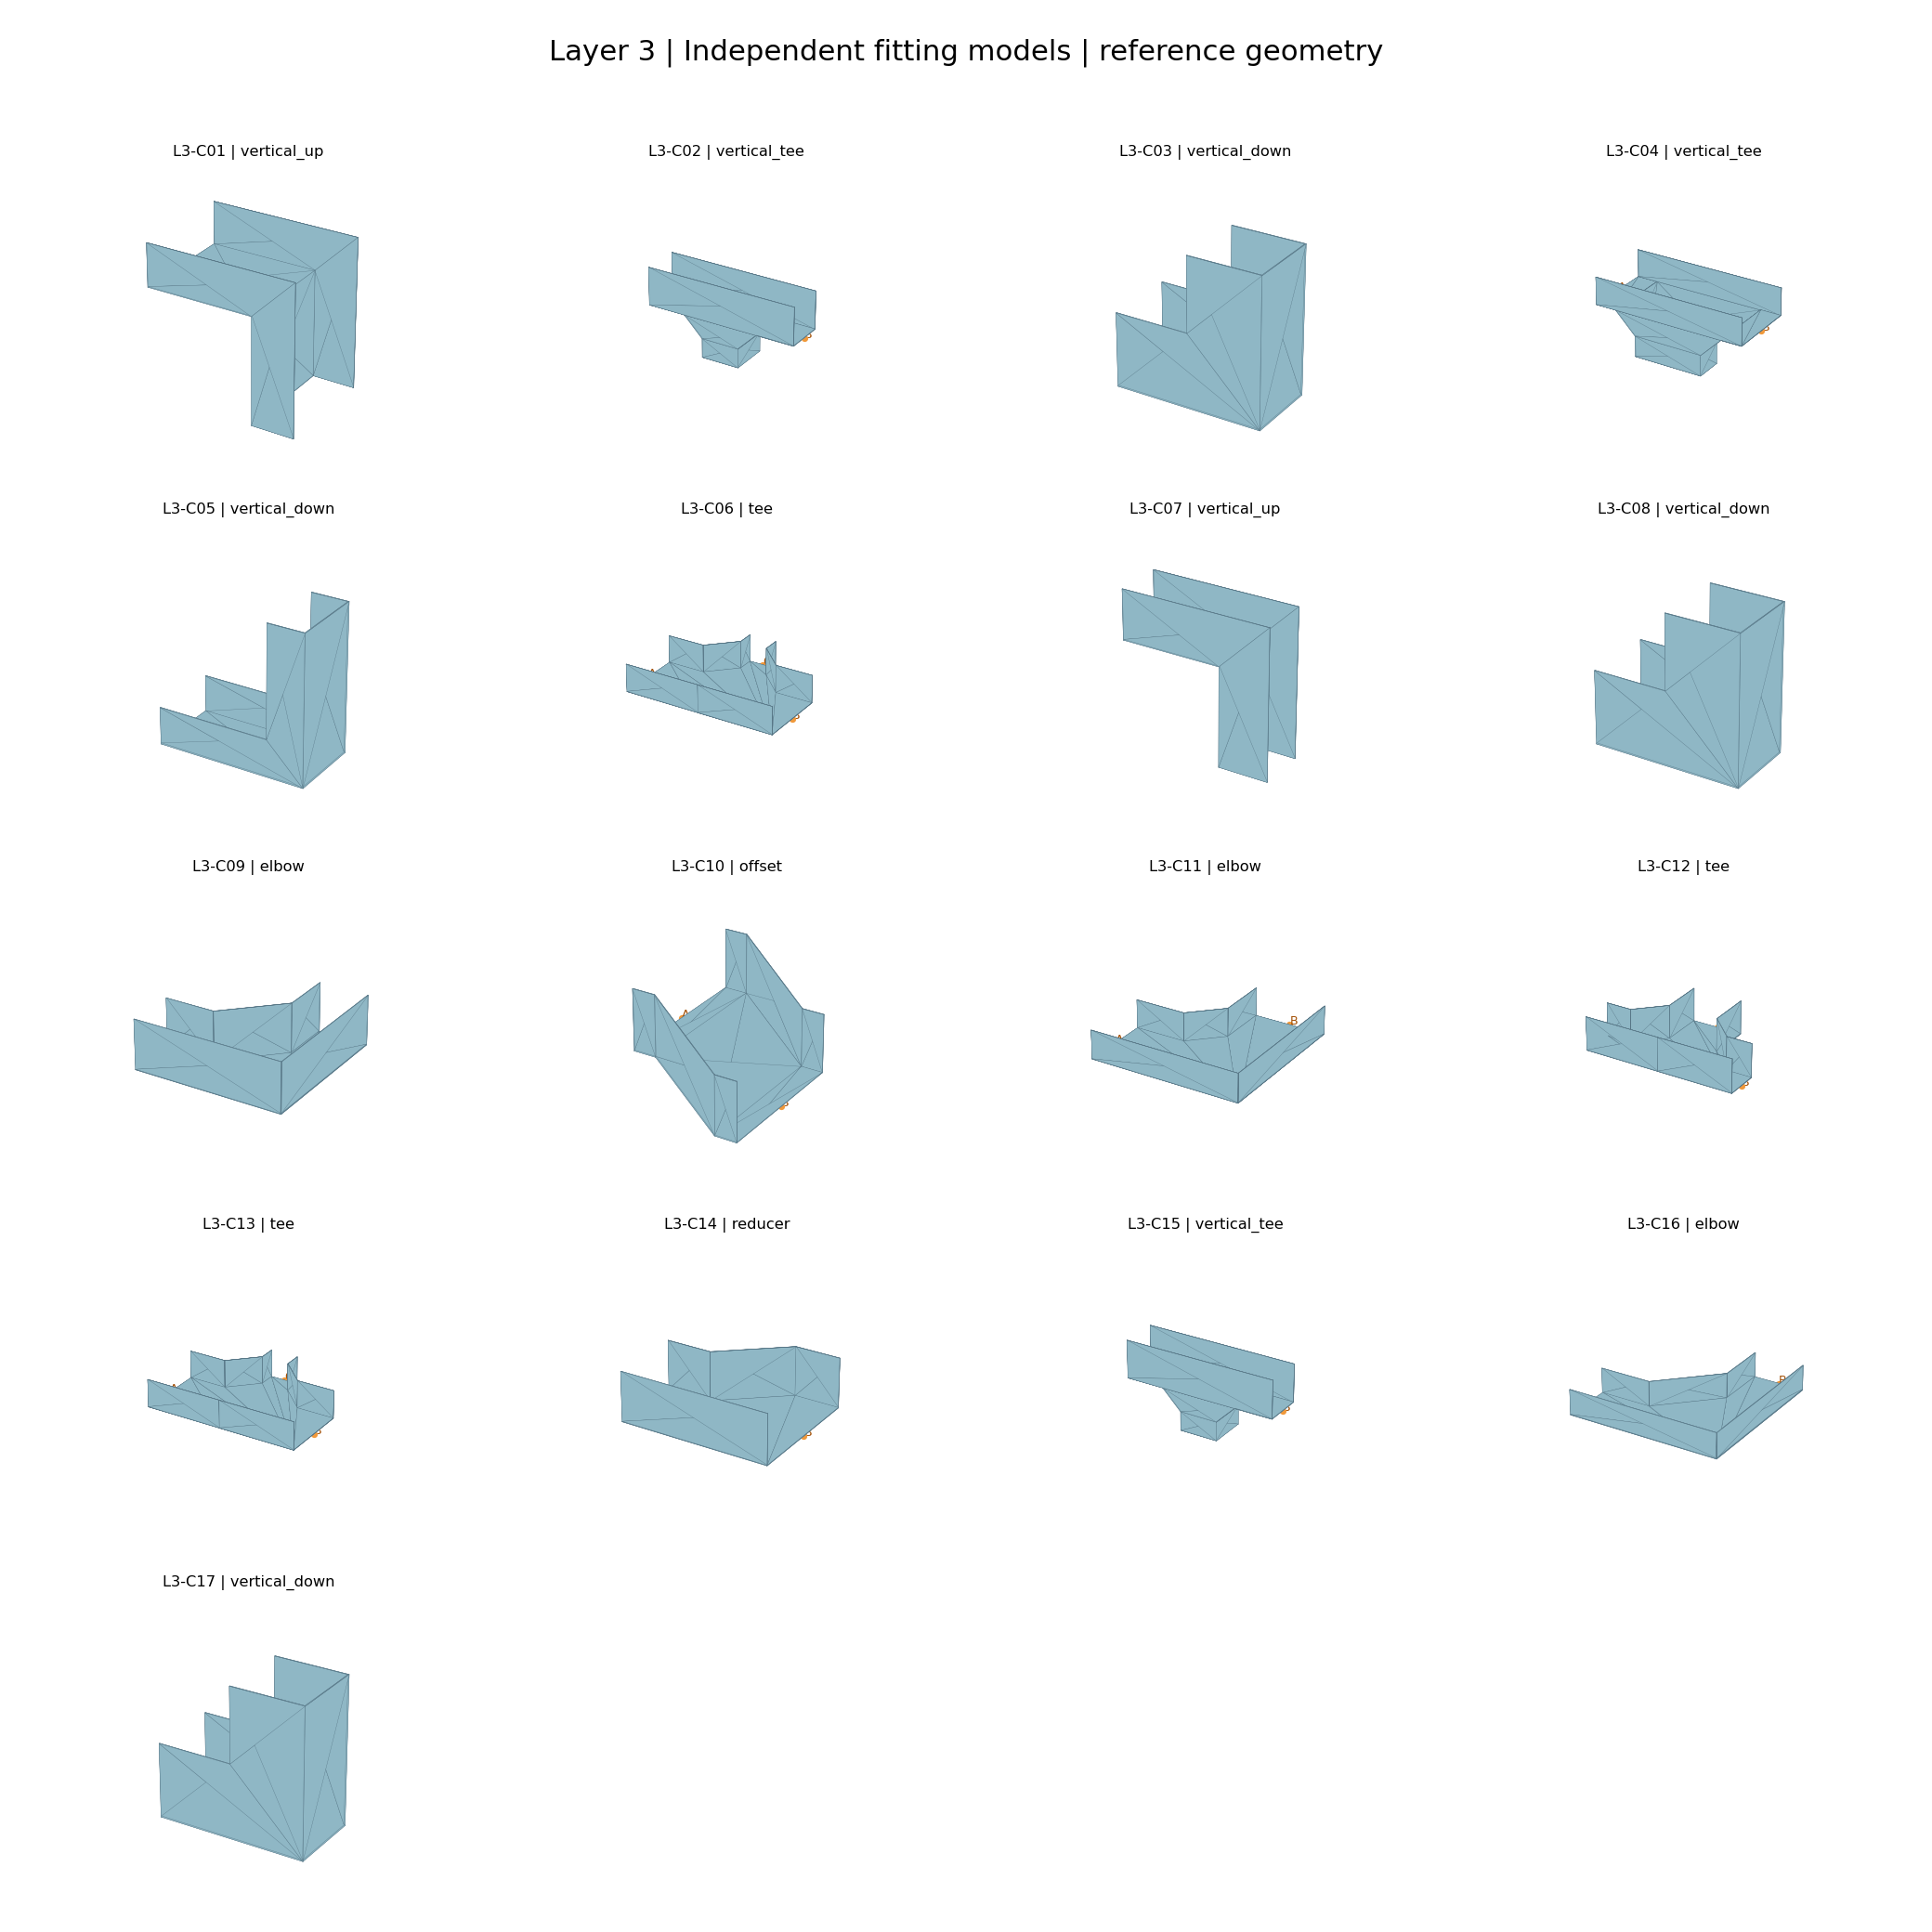 Layer 3 | Independent fitting models | reference geometry
L3-C01 | vertical_up
L3-C02 | vertical_tee
L3-C03 | vertical_down
L3-C04 | vertical_tee
L3-C05 | vertical_down
L3-C06 | tee
L3-C07 | vertical_up
L3-C08 | vertical_down
L3-C09 | elbow
L3-C10 | offset
L3-C11 | elbow
B
L3-C12 | tee
L3-C13 | tee
L3-C14 | reducer
L3-C15 | vertical_tee
L3-C16 | elbow
L3-C17 | vertical_down